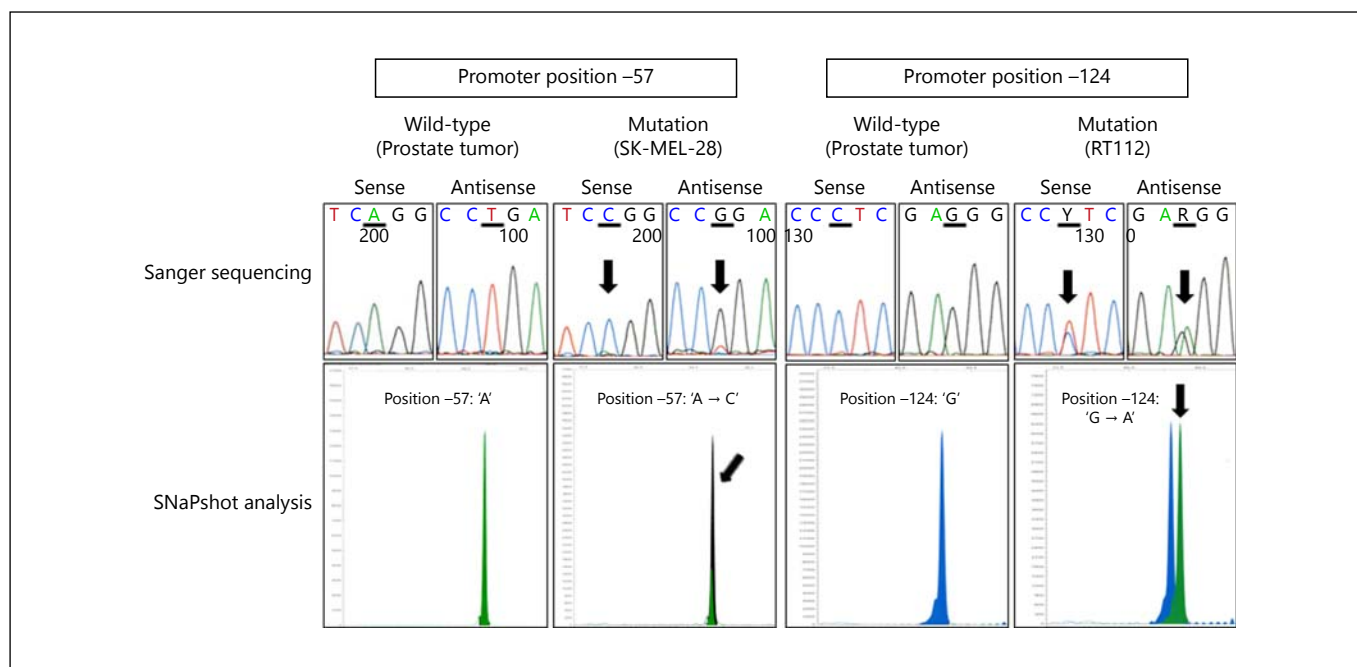 Promoter position –57
Promoter position –124
Wild-type
(Prostate tumor)
Mutation
(SK-MEL-28)
Wild-type
(Prostate tumor)
Mutation
(RT112)
Sense
Antisense
Sense
Antisense
Sense
Antisense
Sense
Antisense
T C A G G
C C T G A
T C C G G
C C G G A
C C C T C
G A G G G
C C Y T C
G A R G G
200
100
200
100
130
130
0
Sanger sequencing
Position –57: ‘A’
Position –57: ‘A → C’
Position –124: ‘G’
Position –124:
‘G → A’
SNaPshot analysis